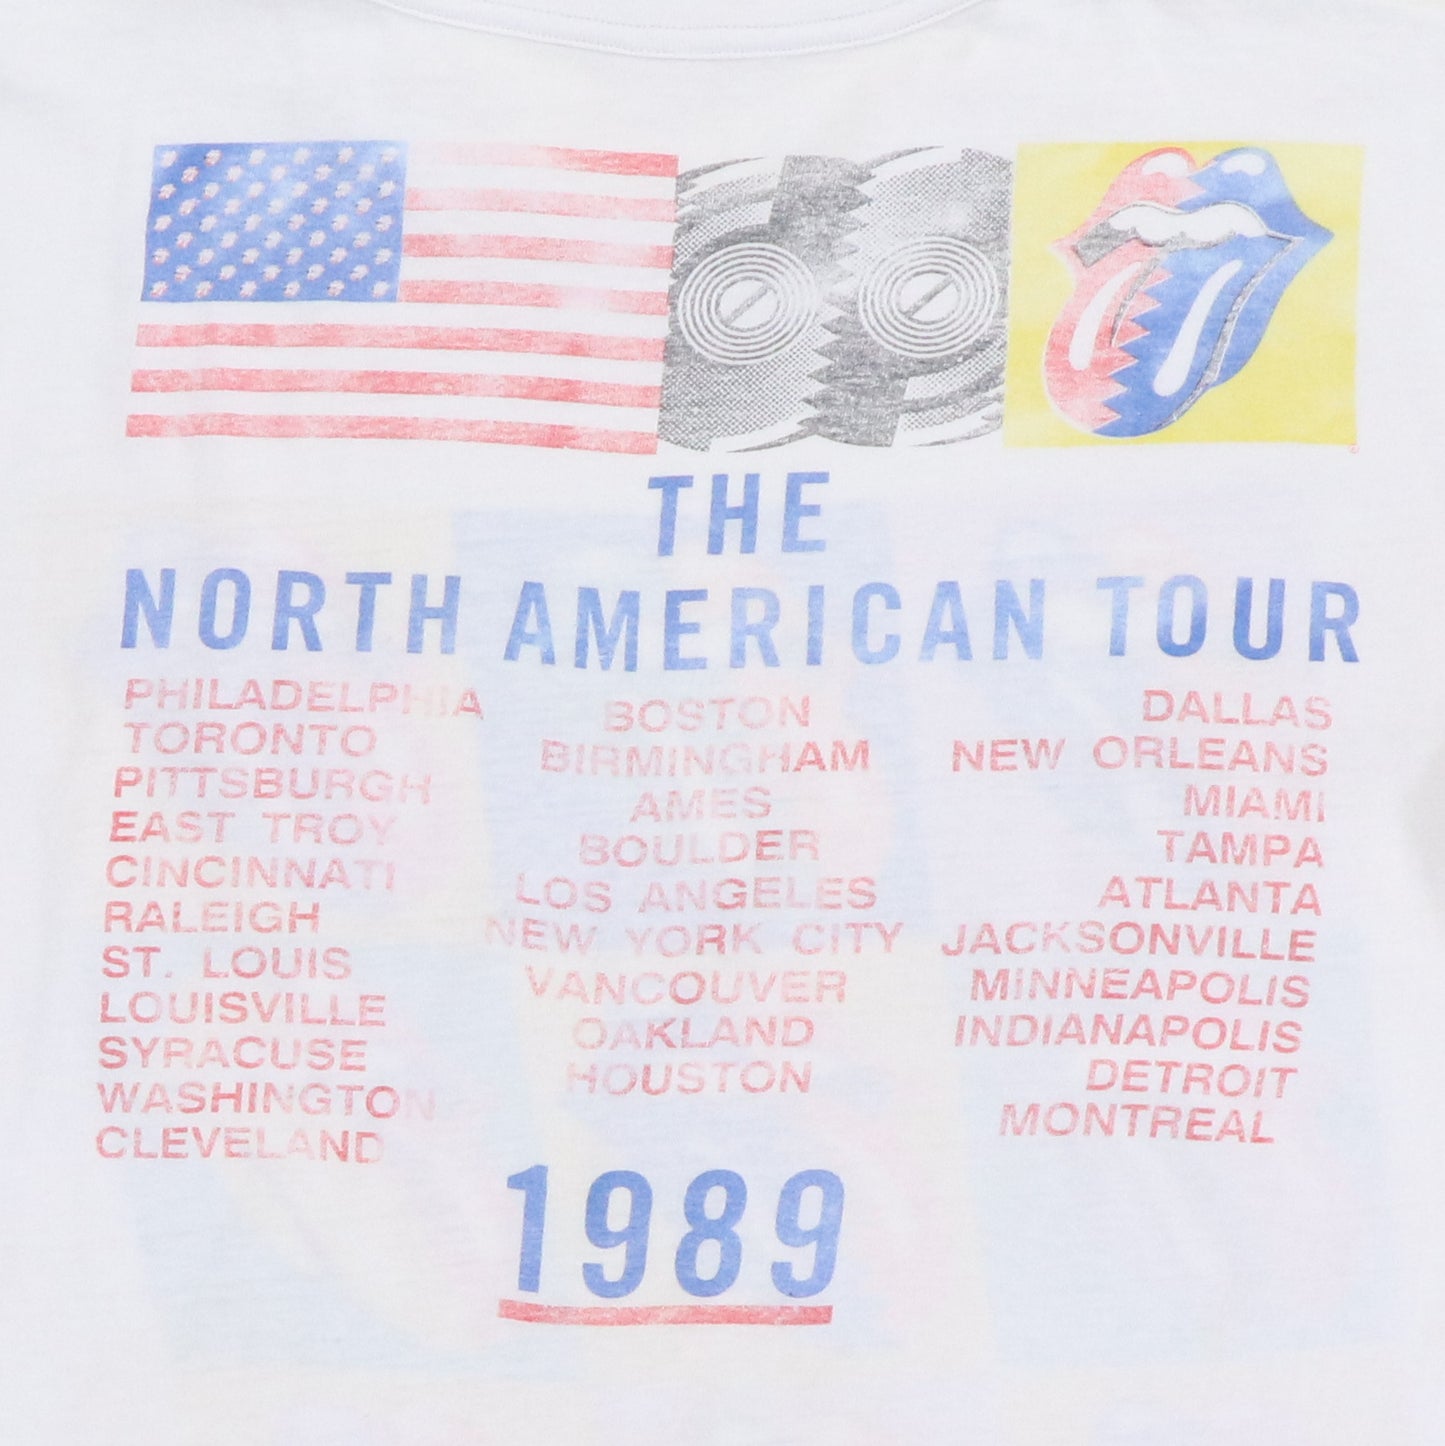 THE
NORTH AMERICAN TOUR
PHILADELPHIA
TORONTO
PITTSBURGH
EAST TROY
CINCINNATI
RALEIGH
ST. LOUIS
LOUISVILLE
SYRACUSE
WASHINGTON
CLEVELAND
BOSTON
BIRMINGHAM
AMES
BOULDER
LOS ANGELES
NEW YORK CITY
VANCOUVER
OAKLAND
HOUSTON
DALLAS
NEW ORLEANS
MIAMI
TAMPA
ATLANTA
JACKSONVILLE
MINNEAPOLIS
INDIANAPOLIS
DETROIT
MONTREAL
1989